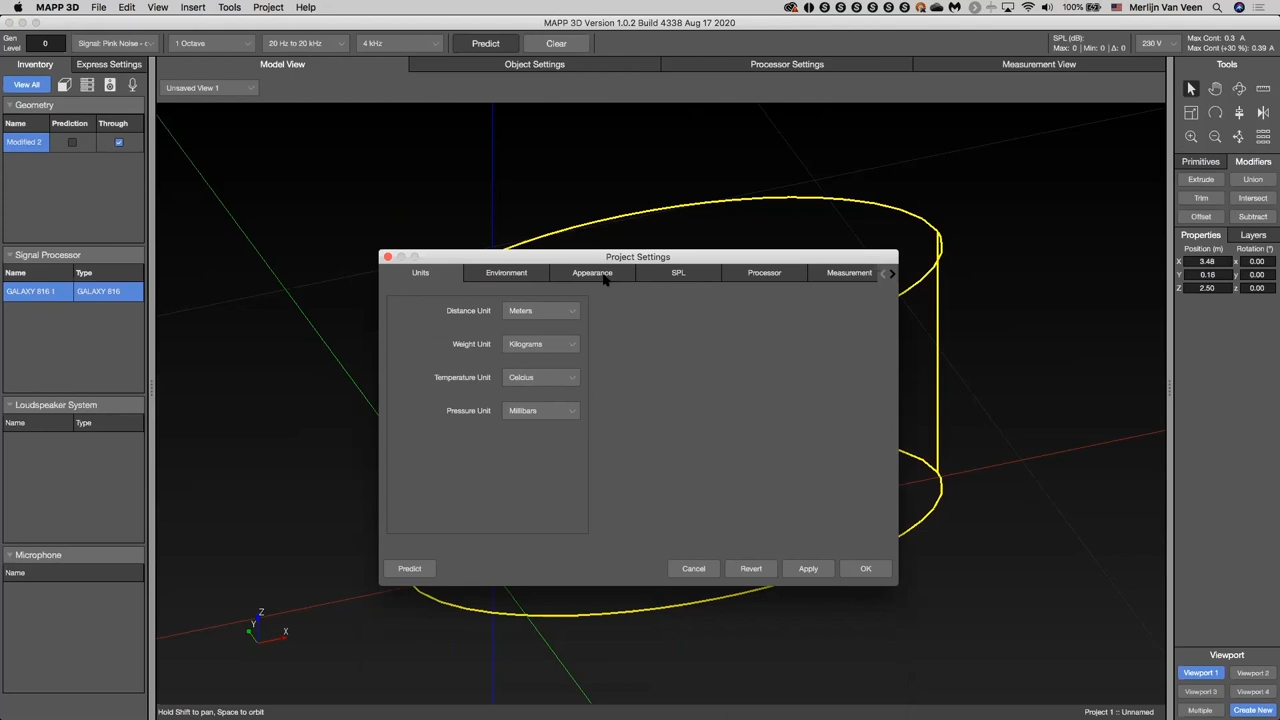 MAPP 3D File Edit View Insert Tools Project Help 100% Merlijn Van Veen
MAPP 3D Version 1.0.2 Build 4338 Aug 17 2020
Gen Level 0 Signal: Pink Noise - 1 Octave 20 Hz to 20 kHz 4 kHz Predict Clear SPL (dB): Max: 0 | Min: 0 | Δ: 0 230 V Max Cont: 0.3 A Max Cont (+30 %): 0.39 A
Inventory Express Settings Model View Object Settings Processor Settings Measurement View Tools
View All Unsaved View 1
Geometry
Name Prediction Through
Modified 2
Signal Processor
Name Type
GALAXY 816 1 GALAXY 816
Loudspeaker System
Name Type
Microphone
Name
Project Settings
Units Environment Appearance SPL Processor Measurement
Distance Unit Meters
Weight Unit Kilograms
Temperature Unit Celcius
Pressure Unit Millibars
Predict Cancel Revert Apply OK
Z
Y
X
Primitives Modifiers
Extrude Union
Trim Intersect
Offset Subtract
Properties Layers
Position (m) Rotation (°)
X 3.48 x 0.00
Y 0.18 y 0.00
Z 2.50 z 0.00
Viewport
Viewport 1 Viewport 2
Viewport 3 Viewport 4
Multiple Create New
Hold Shift to pan, Space to orbit Project 1 :: Unnamed